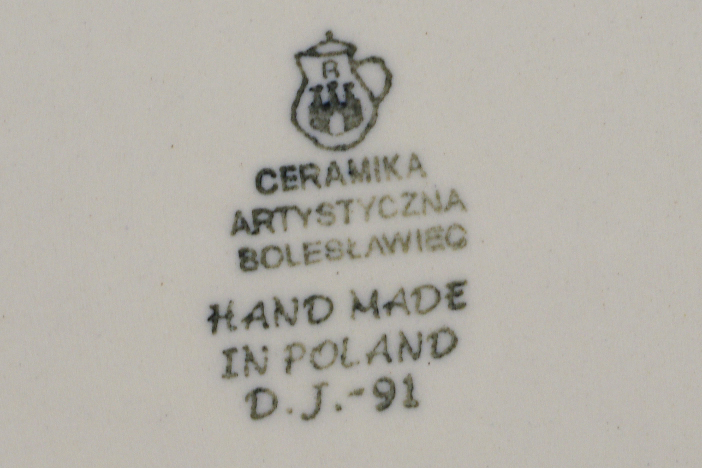 R
CERAMIKA
ARTYSTYCZNA
BOLESŁAWIEC
HAND MADE
IN POLAND
D.J.-91